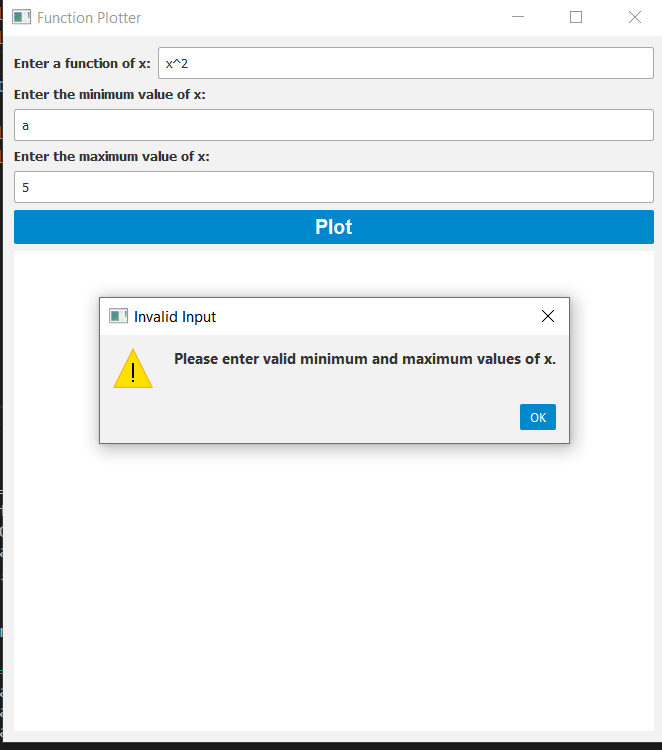 Function Plotter
Enter a function of x: x^2
Enter the minimum value of x:
a
Enter the maximum value of x:
5
Plot
Invalid Input
Please enter valid minimum and maximum values of x.
OK